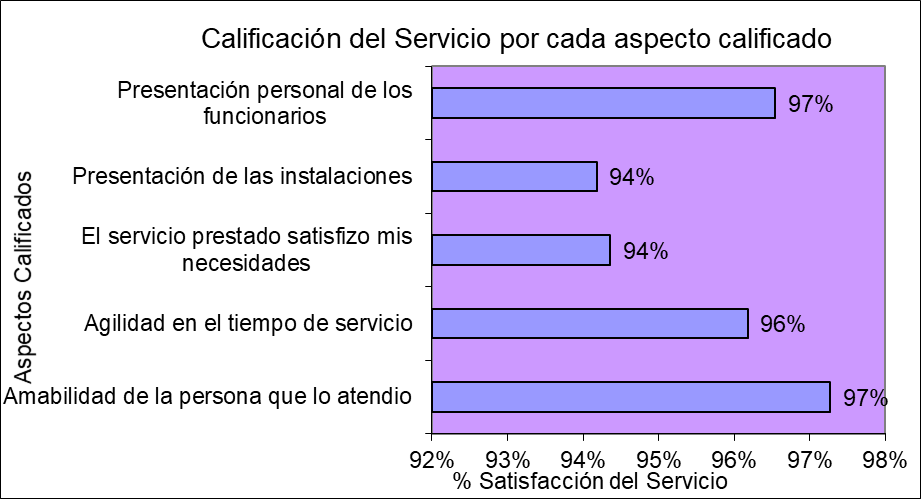 Calificación del Servicio por cada aspecto calificado
Aspectos Calificados
Presentación personal de los
funcionarios
97%
Presentación de las instalaciones
94%
El servicio prestado satisfizo mis
necesidades
94%
Agilidad en el tiempo de servicio
96%
Amabilidad de la persona que lo atendio
97%
92% 93% 94% 95% 96% 97% 98%
% Satisfacción del Servicio